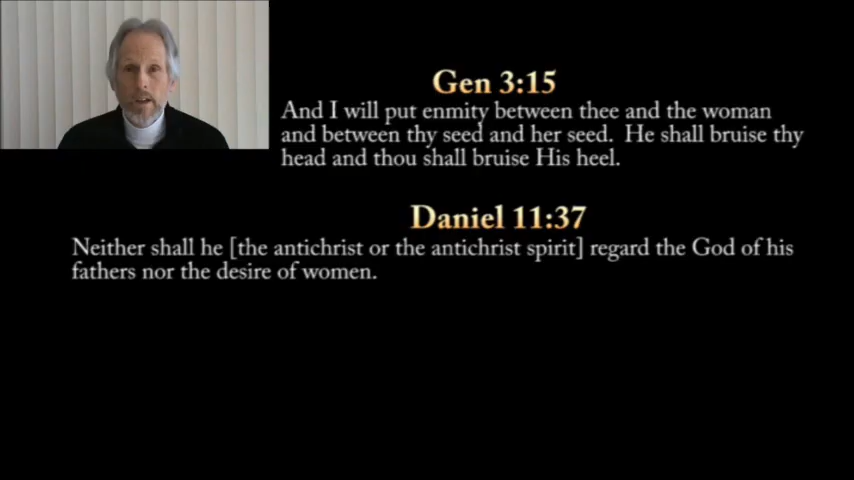 Gen 3:15
And I will put enmity between thee and the woman
and between thy seed and her seed.  He shall bruise thy
head and thou shall bruise His heel.
Daniel 11:37
Neither shall he [the antichrist or the antichrist spirit] regard the God of his
fathers nor the desire of women.